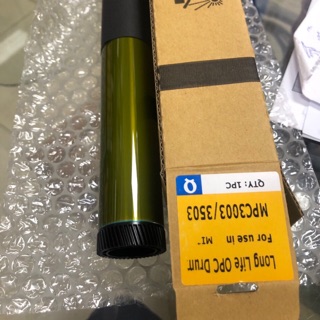 Long Life OPC Drum
For use in MI
MPC3003/3503
QTY: 1PC